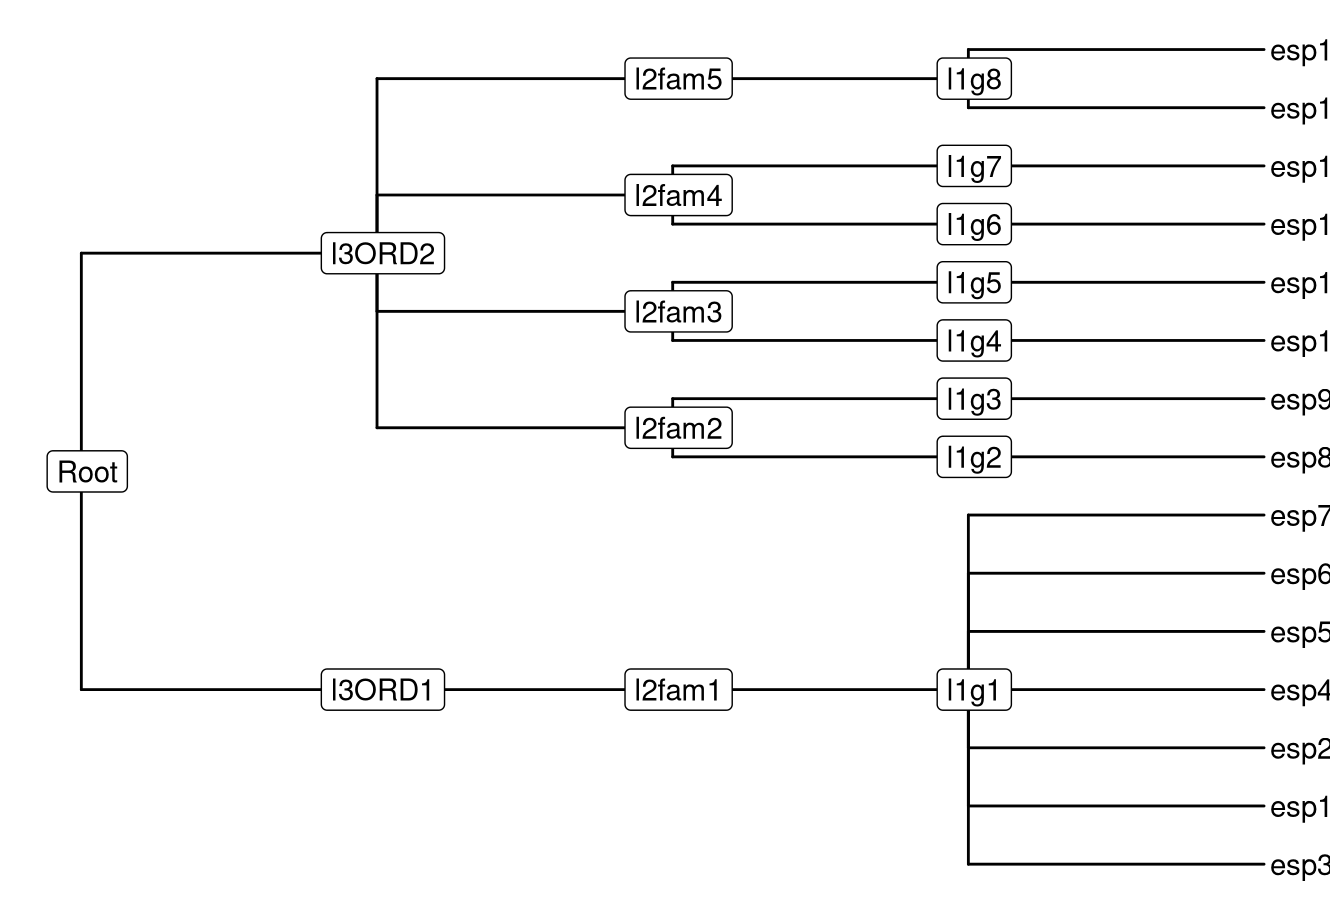 l2fam5 l1g8 esp1
esp1
l2fam4 l1g7 esp1
l1g6 esp1
l3ORD2
l2fam3 l1g5 esp1
l1g4 esp1
l2fam2 l1g3 esp9
l1g2 esp8
Root
esp7
esp6
esp5
l3ORD1 l2fam1 l1g1 esp4
esp2
esp1
esp3